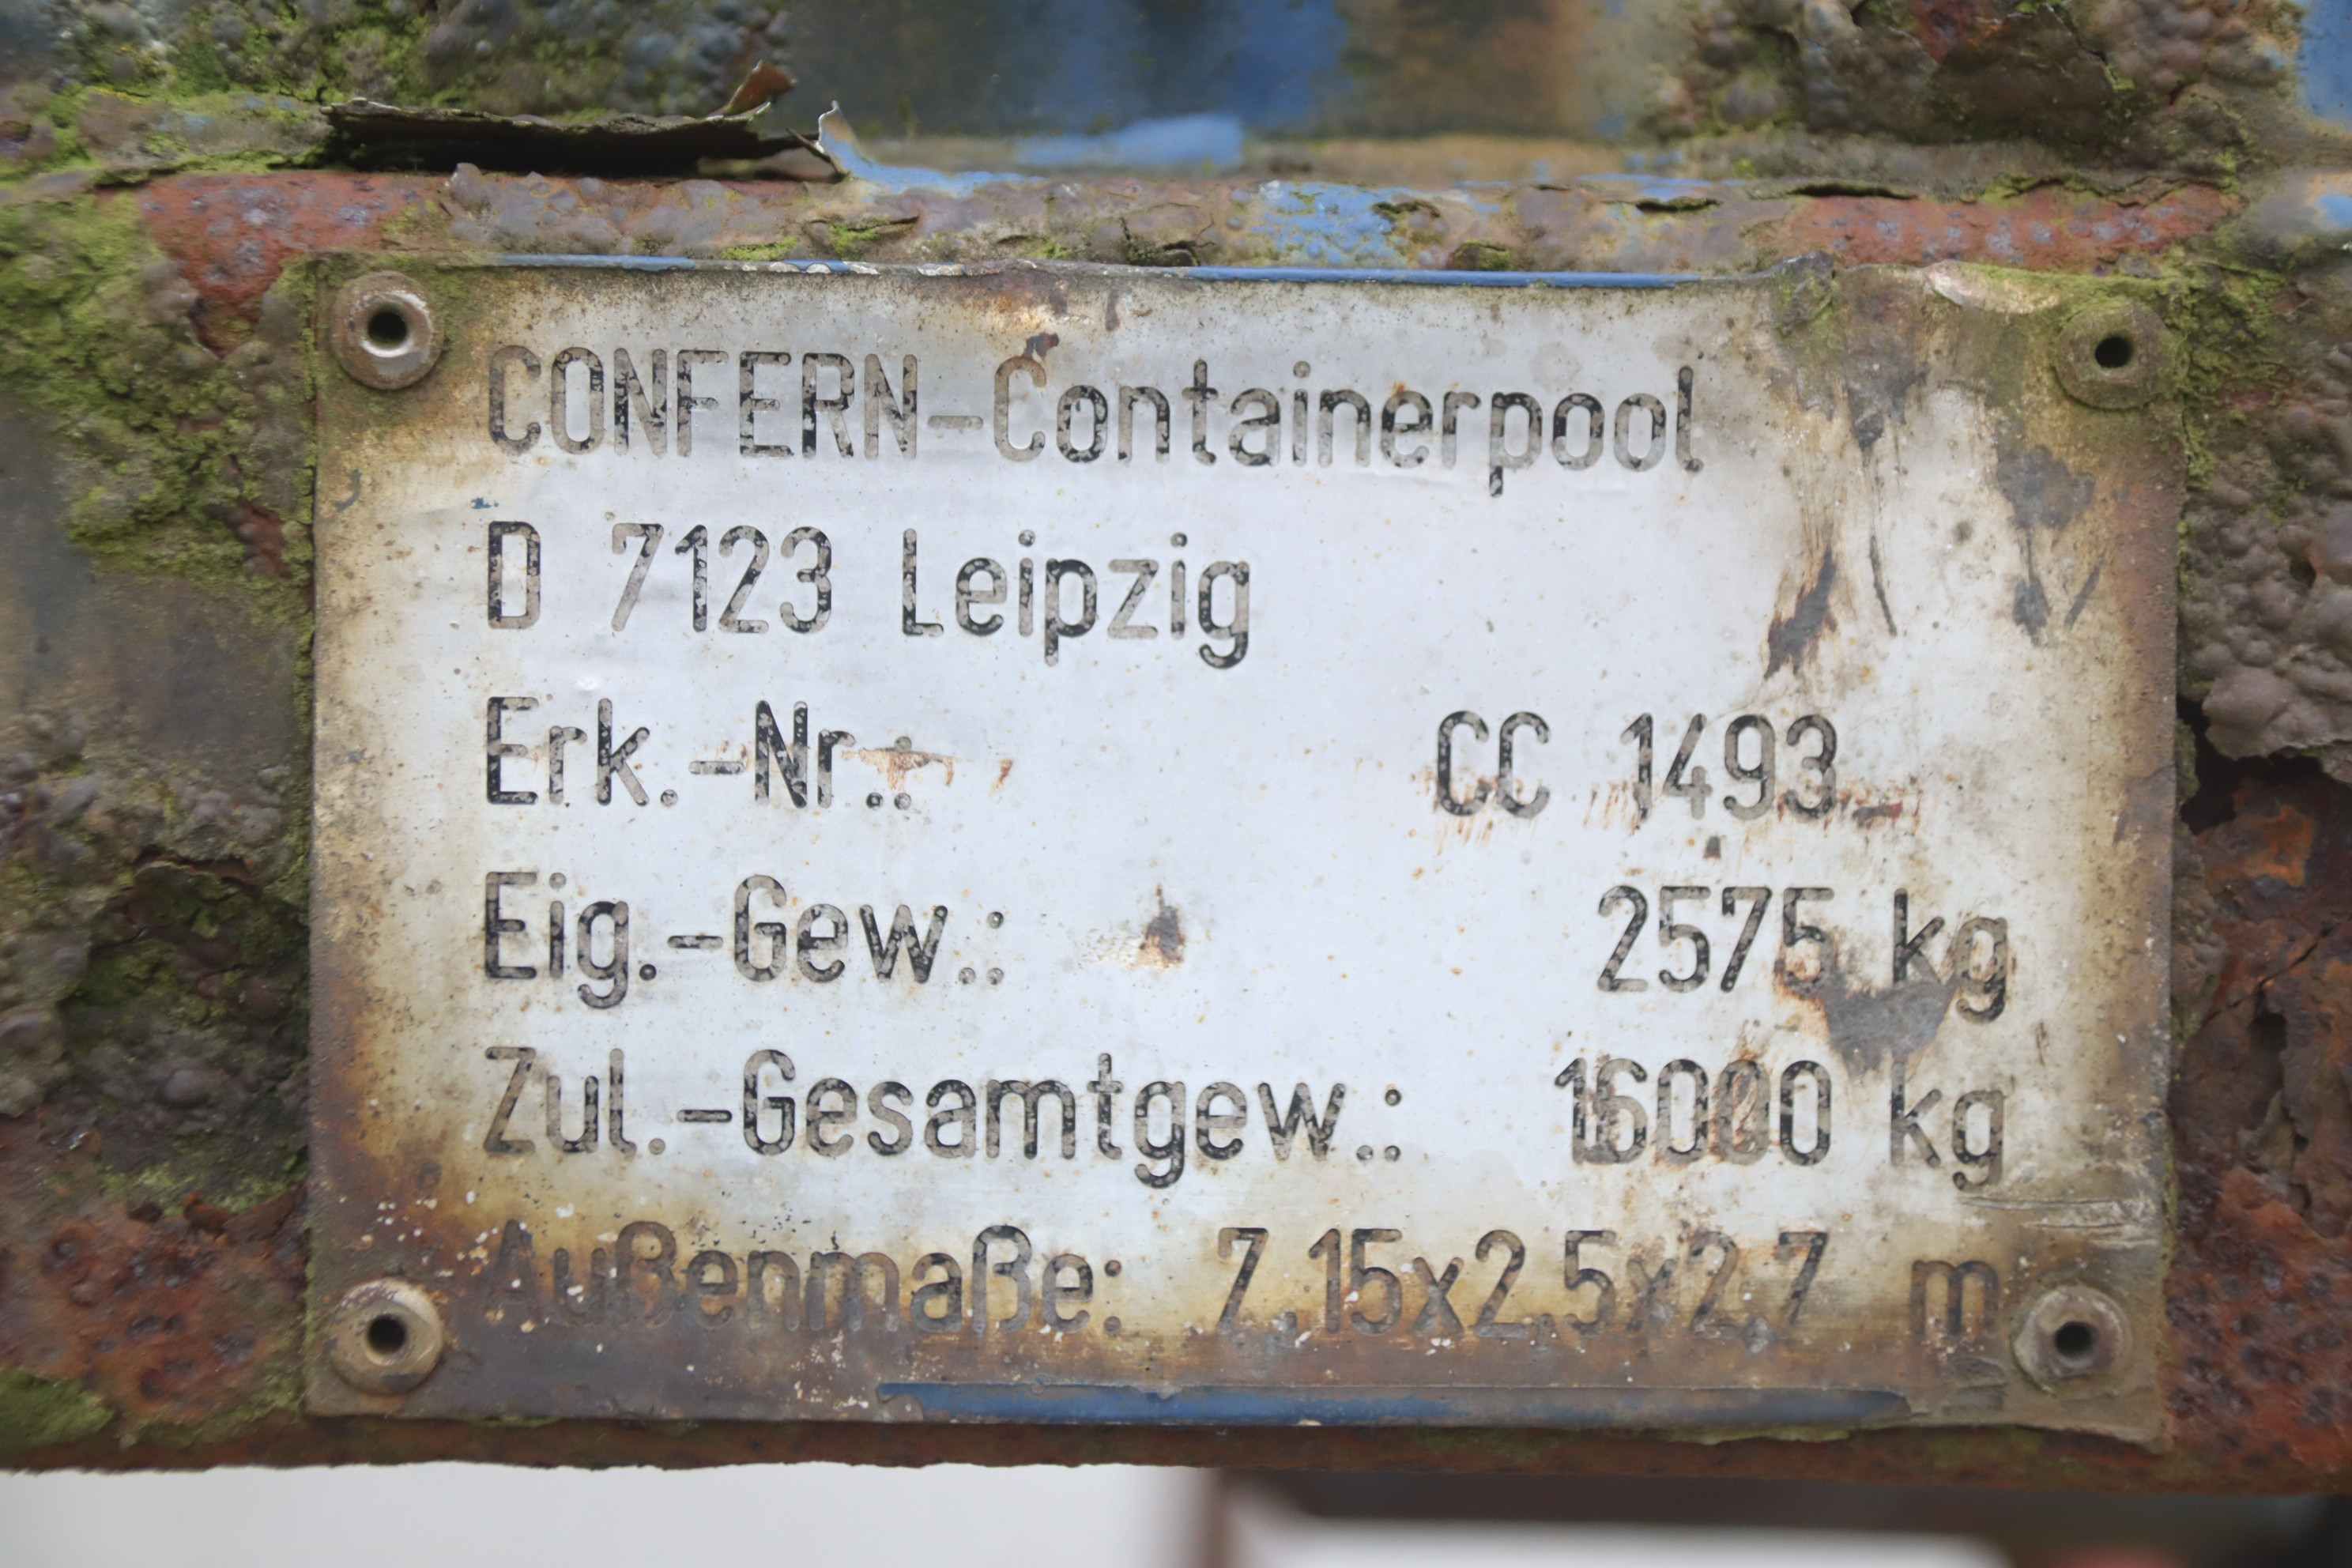 CONFERN-Containerpool
D 7123 Leipzig
Erk.-Nr.: CC 1493
Eig.-Gew.: 2575 kg
Zul.-Gesamtgew.: 16000 kg
Außenmaße: 7.15x2.5x2.7 m